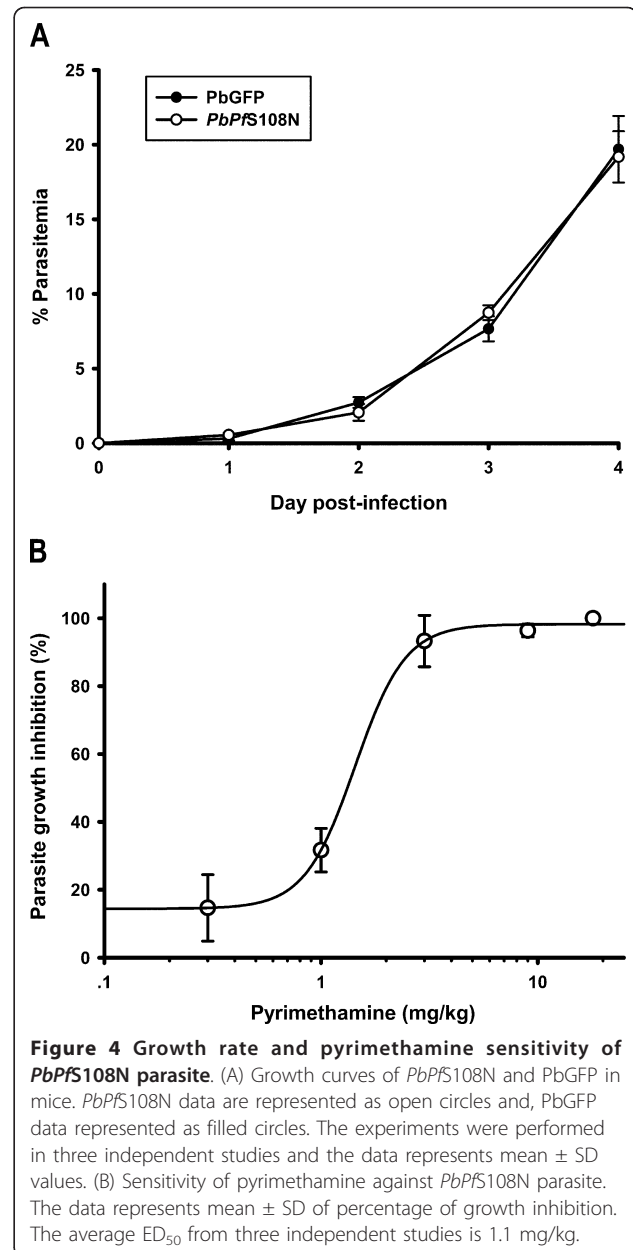 A
25
20
15
10
5
0
% Parasitemia
PbGFP
PbPfS108N
0 1 2 3 4
Day post-infection
B
100
80
60
40
20
0
Parasite growth inhibition (%)
.1 1 10
Pyrimethamine (mg/kg)
Figure 4 Growth rate and pyrimethamine sensitivity of
PbPfS108N parasite. (A) Growth curves of PbPfS108N and PbGFP in
mice. PbPfS108N data are represented as open circles and, PbGFP
data represented as filled circles. The experiments were performed
in three independent studies and the data represents mean ± SD
values. (B) Sensitivity of pyrimethamine against PbPfS108N parasite.
The data represents mean ± SD of percentage of growth inhibition.
The average ED50 from three independent studies is 1.1 mg/kg.